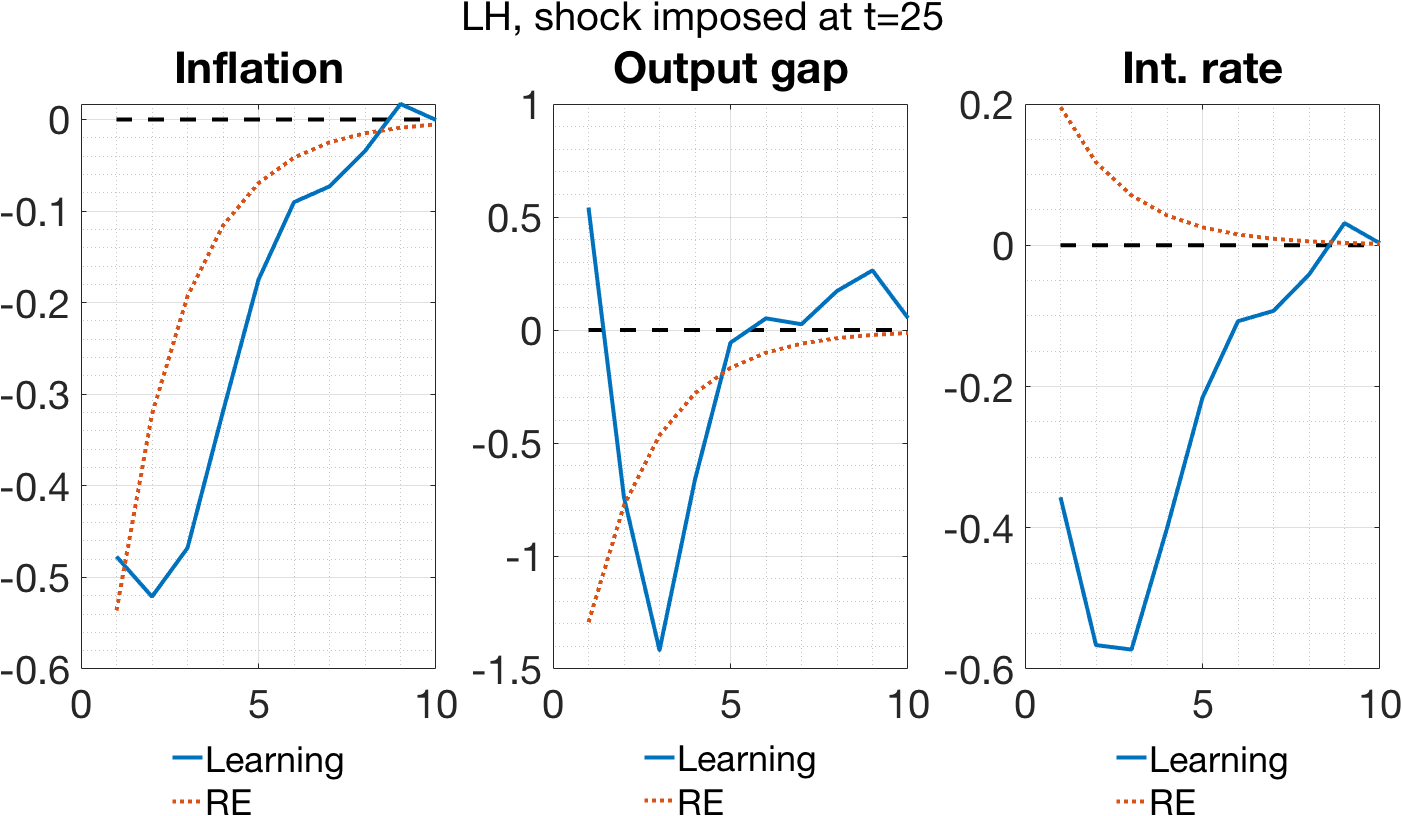 LH, shock imposed at t=25
Inflation
0
-0.1
-0.2
-0.3
-0.4
-0.5
-0.6
0 5 10
Learning
RE
Output gap
1
0.5
0
-0.5
-1
-1.5
0 5 10
Learning
RE
Int. rate
0.2
0
-0.2
-0.4
-0.6
0 5 10
Learning
RE